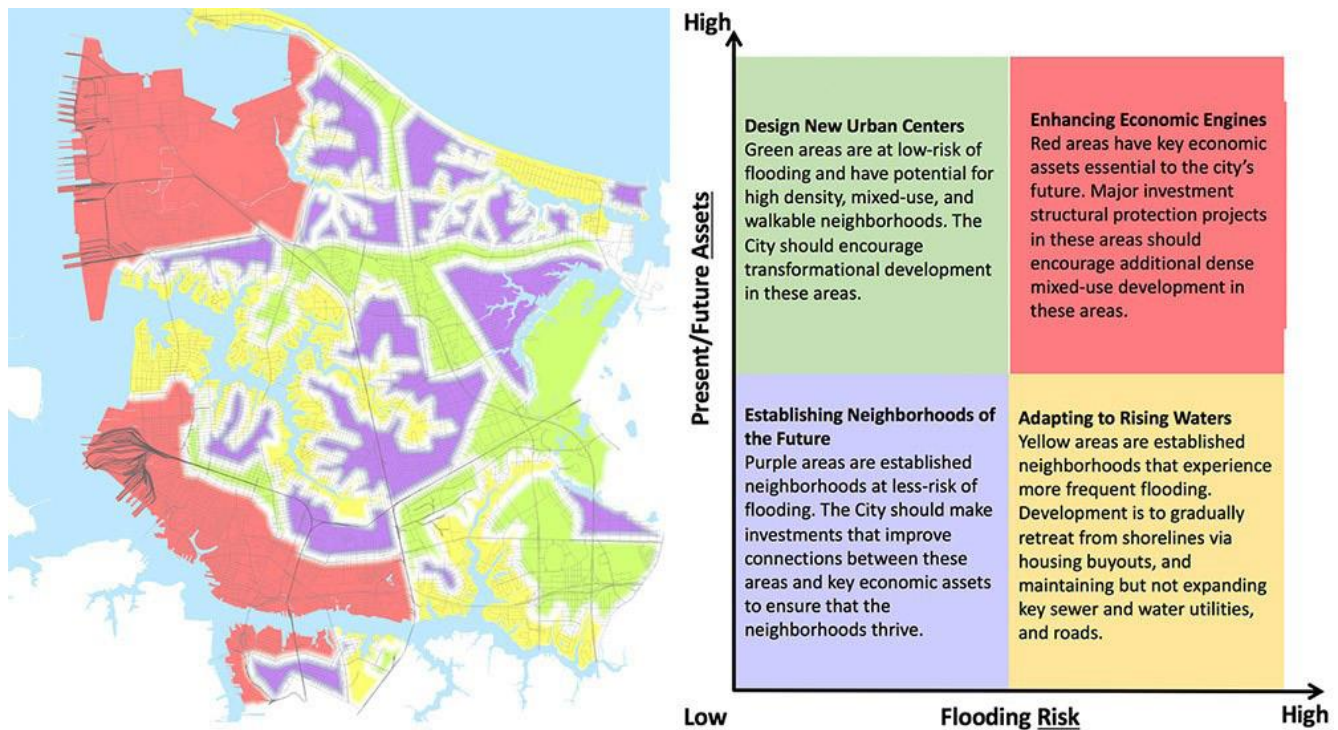 High
Present/Future Assets
Design New Urban Centers
Green areas are at low-risk of
flooding and have potential for
high density, mixed-use, and
walkable neighborhoods. The
City should encourage
transformational development
in these areas.
Enhancing Economic Engines
Red areas have key economic
assets essential to the city’s
future. Major investment
structural protection projects
in these areas should
encourage additional dense
mixed-use development in
these areas.
Establishing Neighborhoods of
the Future
Purple areas are established
neighborhoods at less-risk of
flooding. The City should make
investments that improve
connections between these
areas and key economic assets
to ensure that the
neighborhoods thrive.
Adapting to Rising Waters
Yellow areas are established
neighborhoods that experience
more frequent flooding.
Development is to gradually
retreat from shorelines via
housing buyouts, and
maintaining but not expanding
key sewer and water utilities,
and roads.
Low
Flooding Risk
High